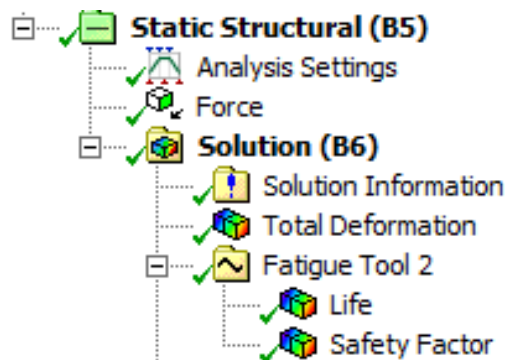 Static Structural (B5)
Analysis Settings
Force
Solution (B6)
Solution Information
Total Deformation
Fatigue Tool 2
Life
Safety Factor